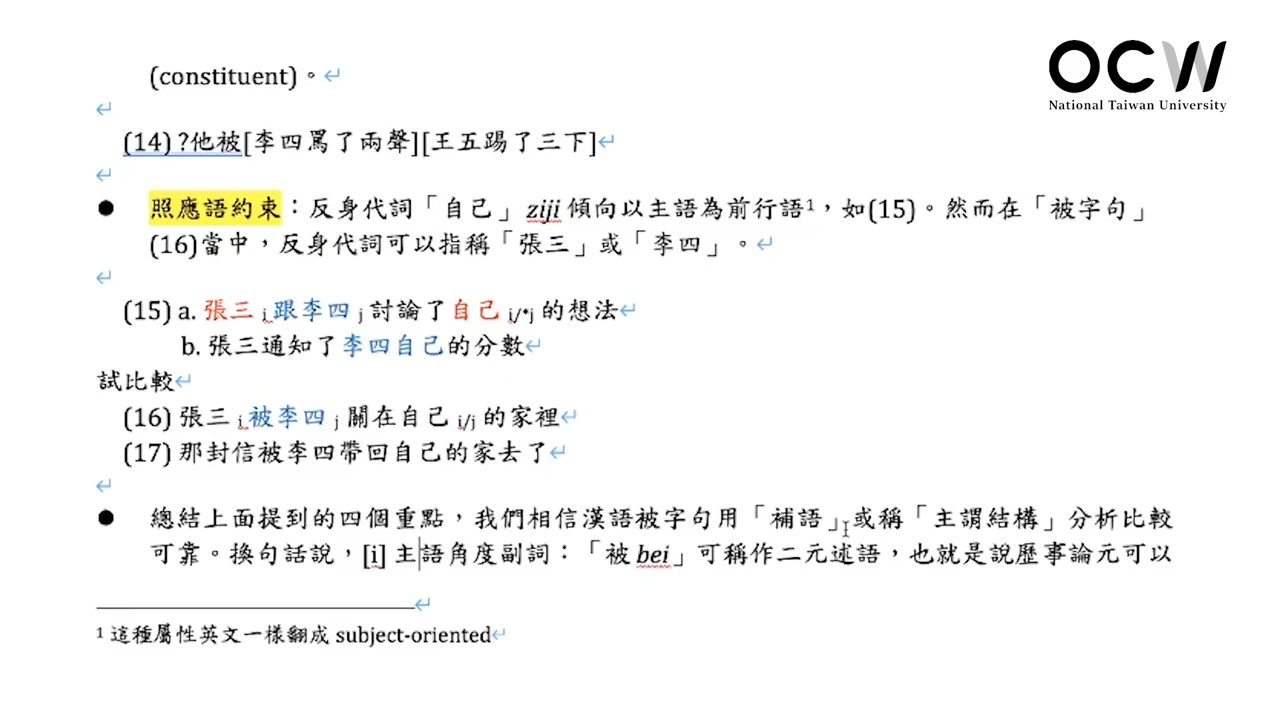 OCW
National Taiwan University
(constituent)。
(14) ?他被[李四罵了兩聲][王五踢了三下]
● 照應語約束：反身代詞「自己」ziji 傾向以主語為前行語1，如(15)。然而在「被字句」
(16)當中，反身代詞可以指稱「張三」或「李四」。
(15) a. 張三 i 跟李四 j 討論了自己 i/*j 的想法
b. 張三通知了李四自己的分數
試比較
(16) 張三 i 被李四 j 關在自己 i/j 的家裡
(17) 那封信被李四帶回自己的家去了
● 總結上面提到的四個重點，我們相信漢語被字句用「補語」或稱「主謂結構」分析比較
可靠。換句話說，[i] 主語角度副詞：「被 bei」可稱作二元述語，也就是說歷事論元可以
1 這種屬性英文一樣翻成 subject-oriented